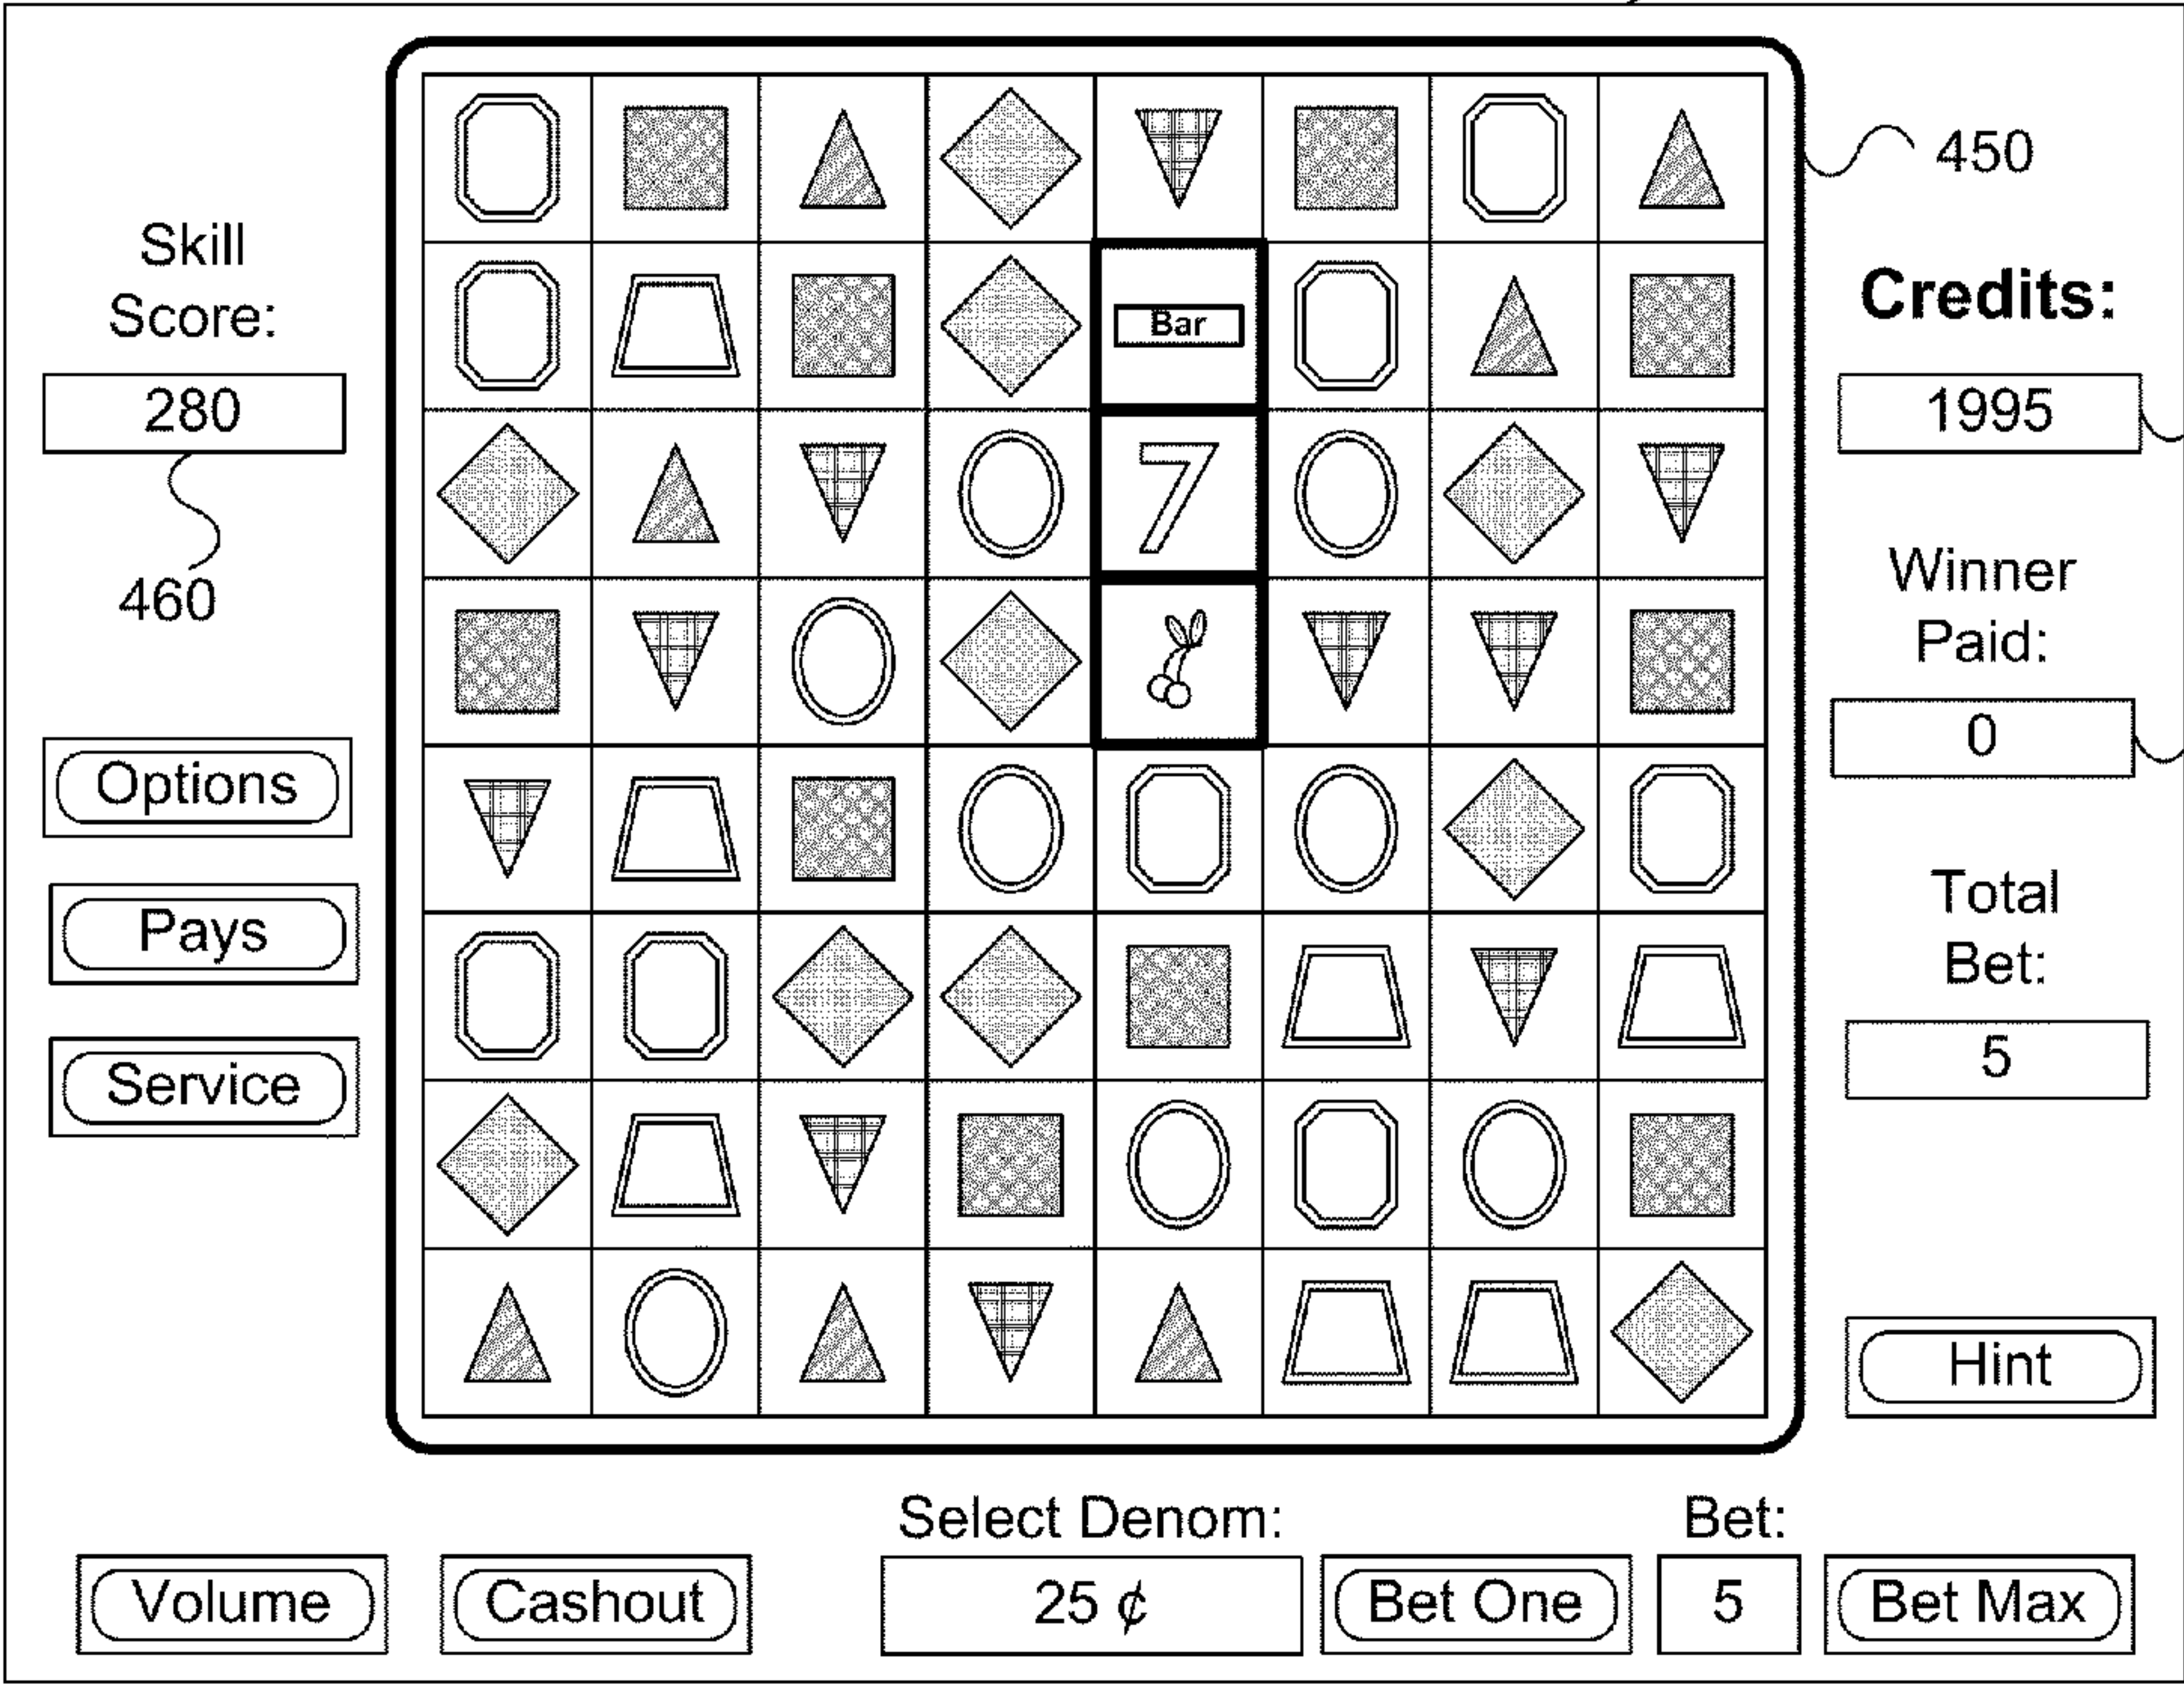 450
Skill
Score:
280
460
Options
Pays
Service
Bar
7
Credits:
1995
Winner
Paid:
0
Total
Bet:
5
Hint
Select Denom:
Bet:
Volume
Cashout
25 ¢
Bet One
5
Bet Max